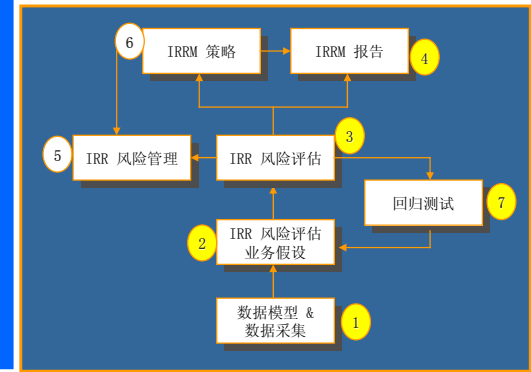 6
IRRM 策略
IRRM 报告
4
3
5
IRR 风险管理
IRR 风险评估
回归测试
7
2
IRR 风险评估
业务假设
数据模型 &
数据采集
1